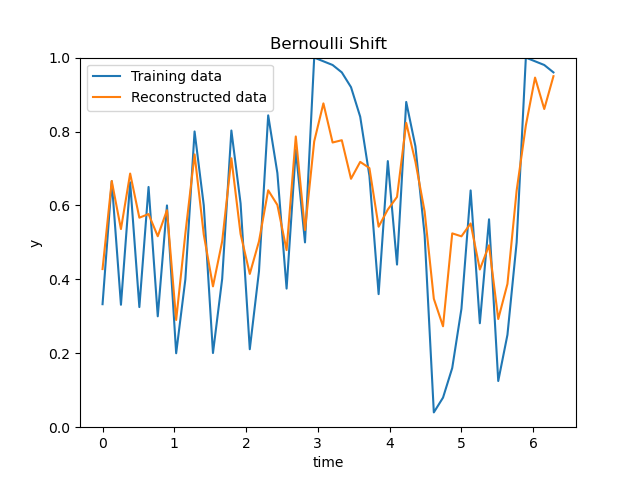 Bernoulli Shift
Training data
Reconstructed data
1.0
0.8
0.6
0.4
0.2
0.0
y
0 1 2 3 4 5 6
time